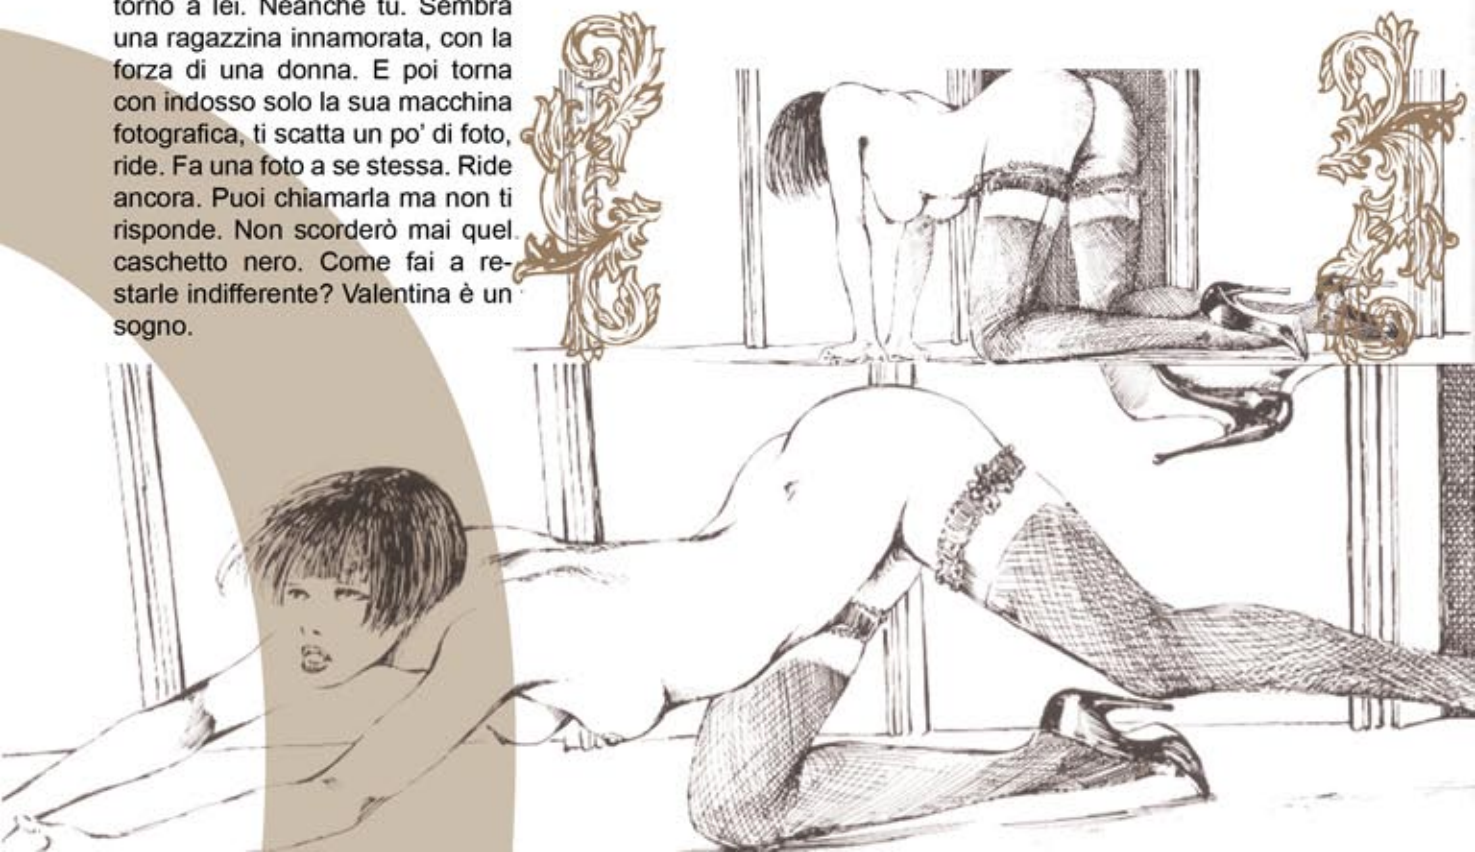 torno a lei. Neanche tu. Sembra
una ragazzina innamorata, con la
forza di una donna. E poi torna
con indosso solo la sua macchina
fotografica, ti scatta un po’ di foto,
ride. Fa una foto a se stessa. Ride
ancora. Puoi chiamarla ma non ti
risponde. Non scorderò mai quel
caschetto nero. Come fai a re-
starle indifferente? Valentina è un
sogno.